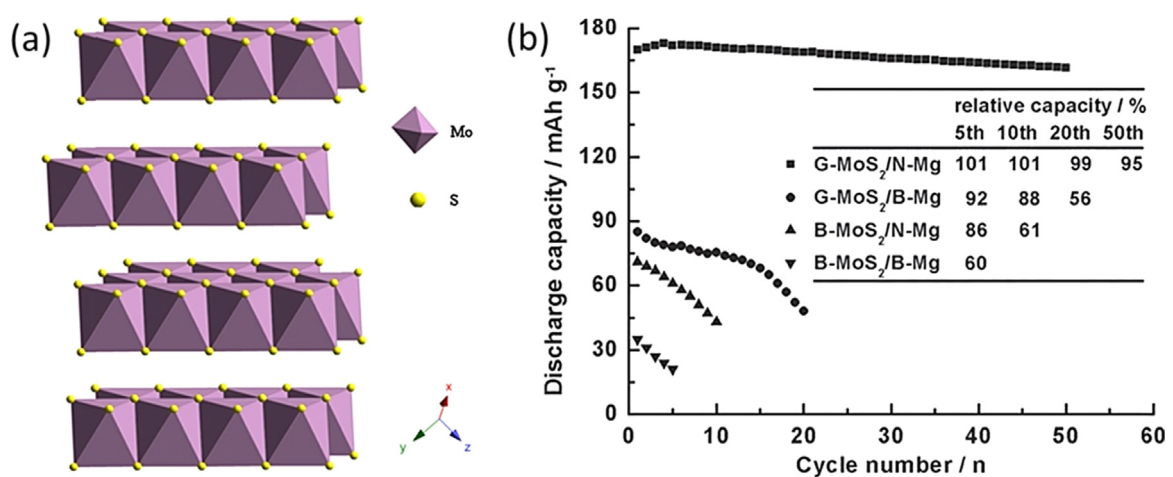 (a)
Mo
S
x
y
z
(b)
Discharge capacity / mAh g⁻¹
180
150
120
90
60
30
0
0 10 20 30 40 50 60
Cycle number / n
relative capacity / %
5th 10th 20th 50th
G-MoS₂/N-Mg 101 101 99 95
G-MoS₂/B-Mg 92 88 56
B-MoS₂/N-Mg 86 61
B-MoS₂/B-Mg 60